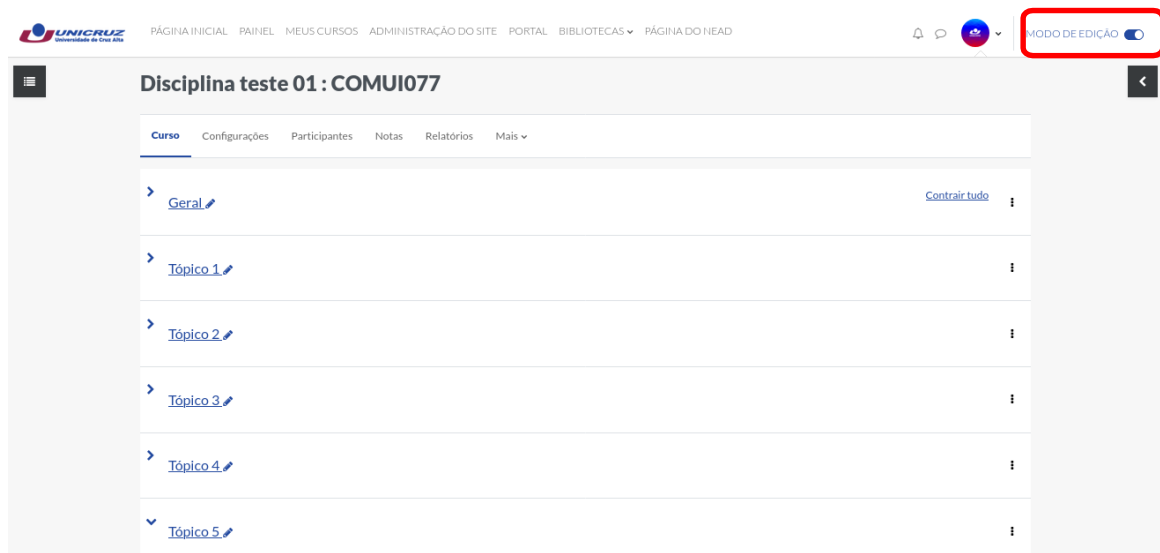 UNICRUZ
Universidade de Cruz Alta
PÁGINA INICIAL PAINEL MEUS CURSOS ADMINISTRAÇÃO DO SITE PORTAL BIBLIOTECAS PÁGINA DO NEAD
MODO DE EDIÇÃO
Disciplina teste 01 : COMUI077
Curso Configurações Participantes Notas Relatórios Mais
Geral
Contrair tudo
Tópico 1
Tópico 2
Tópico 3
Tópico 4
Tópico 5